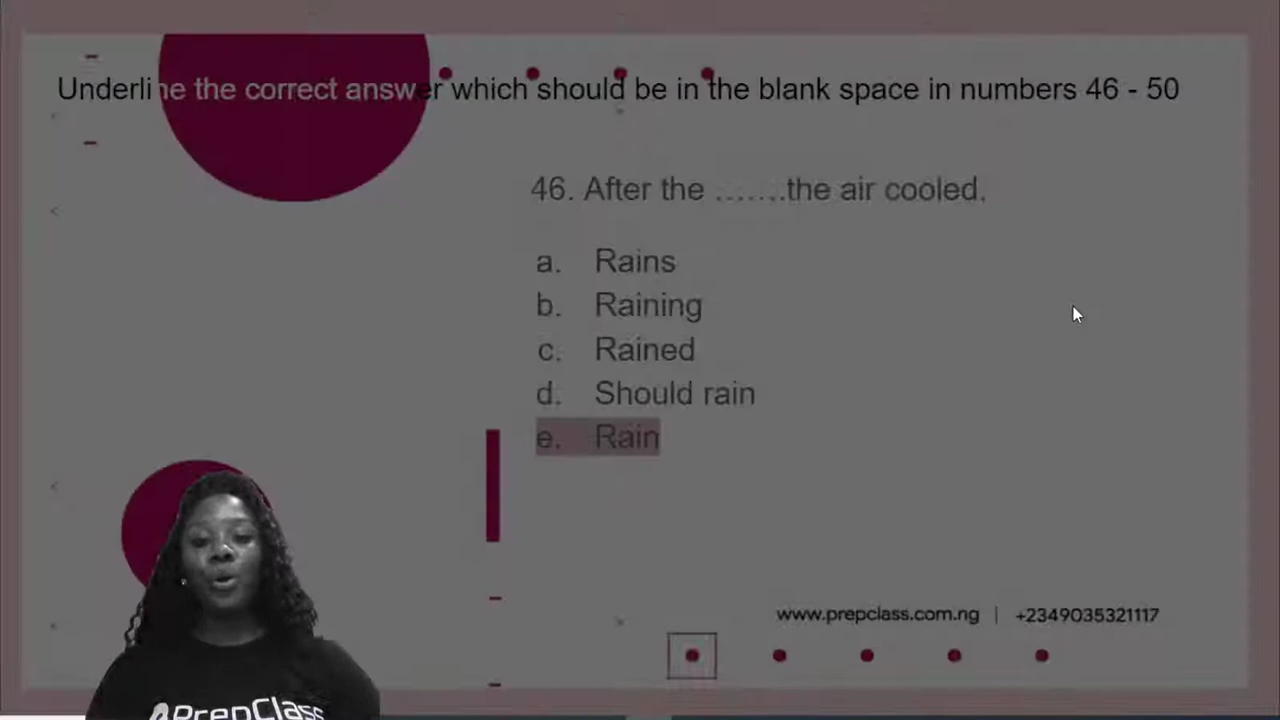 Underline the correct answer which should be in the blank space in numbers 46 - 50
46. After the .......the air cooled.
a. Rains
b. Raining
c. Rained
d. Should rain
e. Rain
www.prepclass.com.ng | +2349035321117
PrepClass